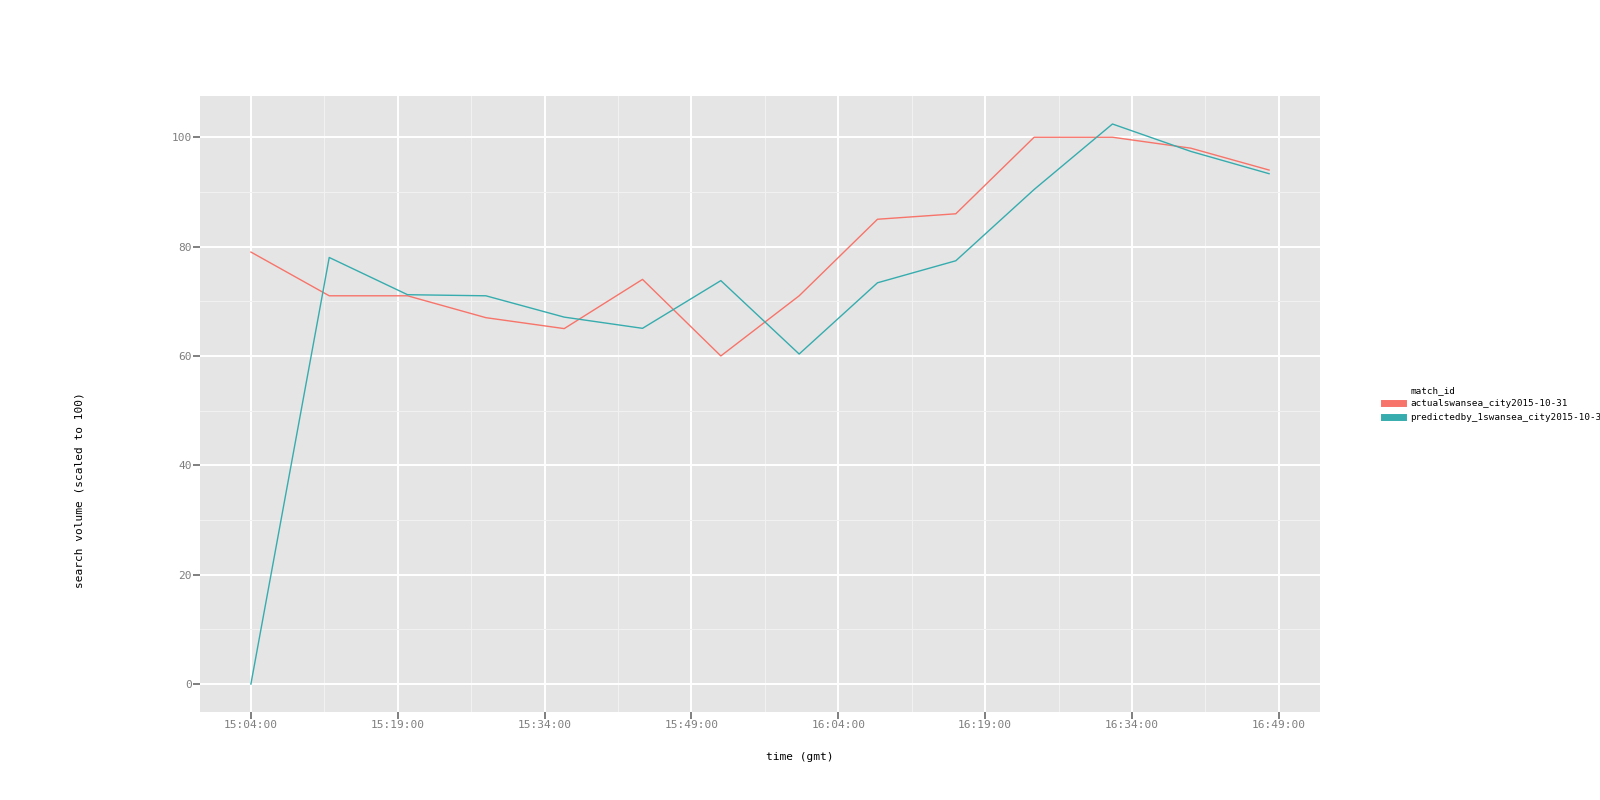 100
80
60
40
20
0
search volume (scaled to 100)
15:04:00 15:19:00 15:34:00 15:49:00 16:04:00 16:19:00 16:34:00 16:49:00
time (gmt)
match_id
actualswansea_city2015-10-31
predictedby_1swansea_city2015-10-3